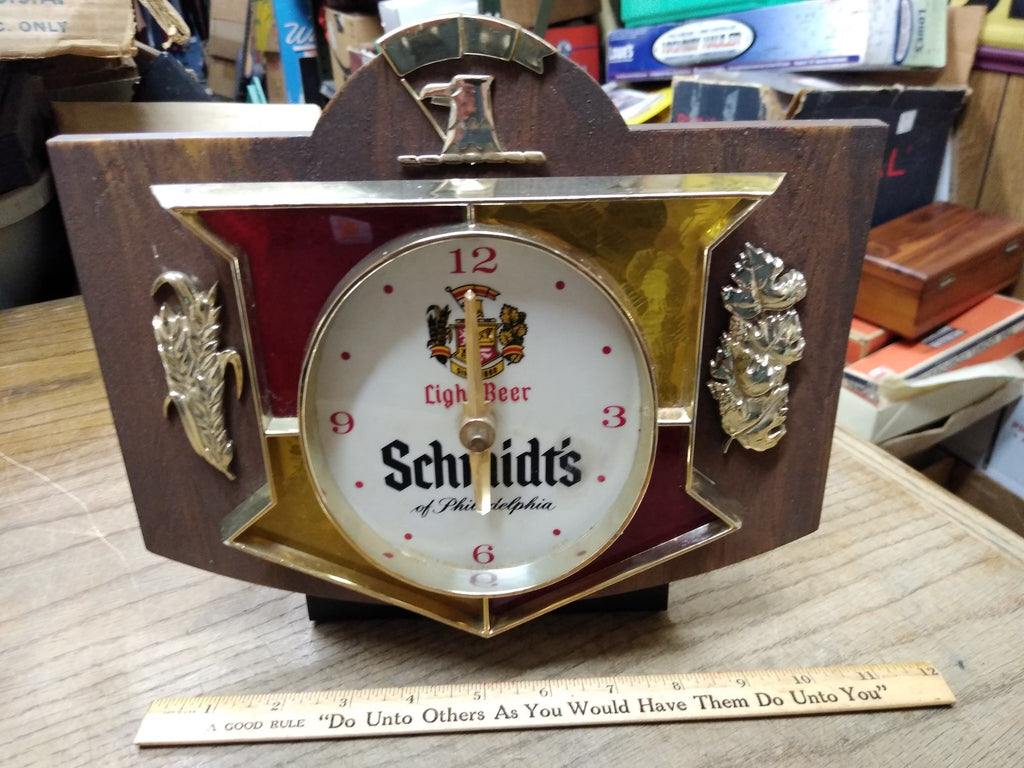 C. ONLY
12
Light Beer
9
3
Schmidt's
of Philadelphia
6
1 2 3 4 5 6 7 8 9 10 11 12
A GOOD RULE "Do Unto Others As You Would Have Them Do Unto You"